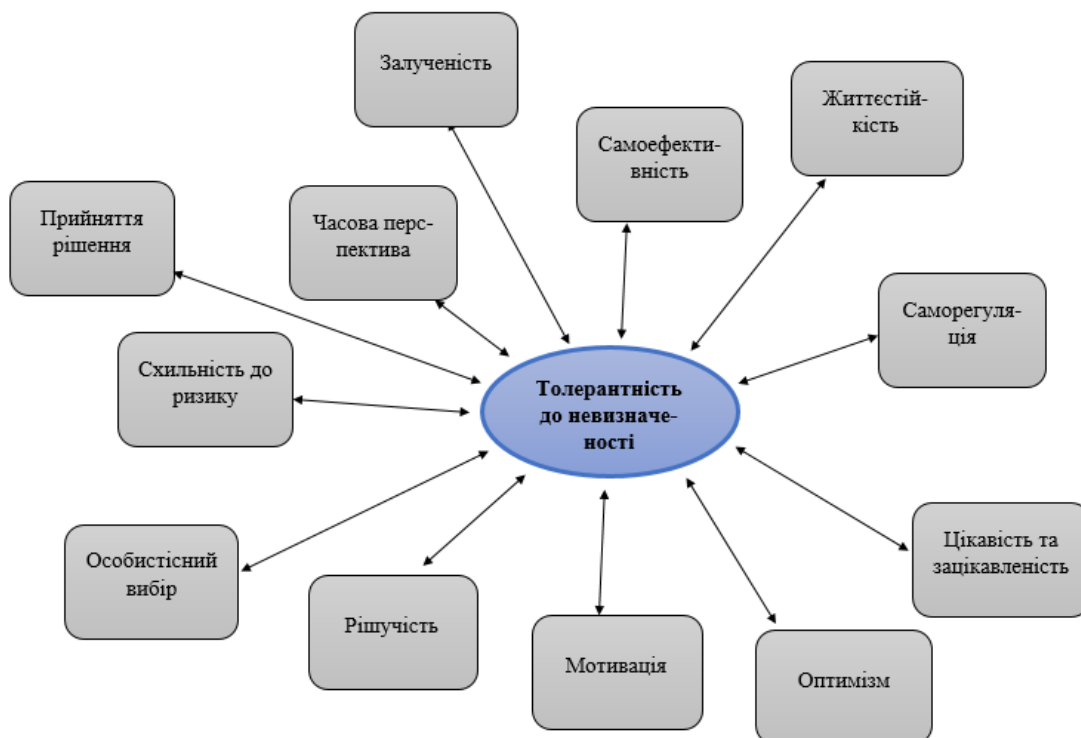 Залученість
Життєстій-
кість
Самоефекти-
вність
Прийняття
рішення
Часова перс-
пектива
Саморегуля-
ція
Схильність до
ризику
Толерантність
до невизначе-
ності
Особистісний
вибір
Цікавість та
зацікавленість
Рішучість
Мотивація
Оптимізм